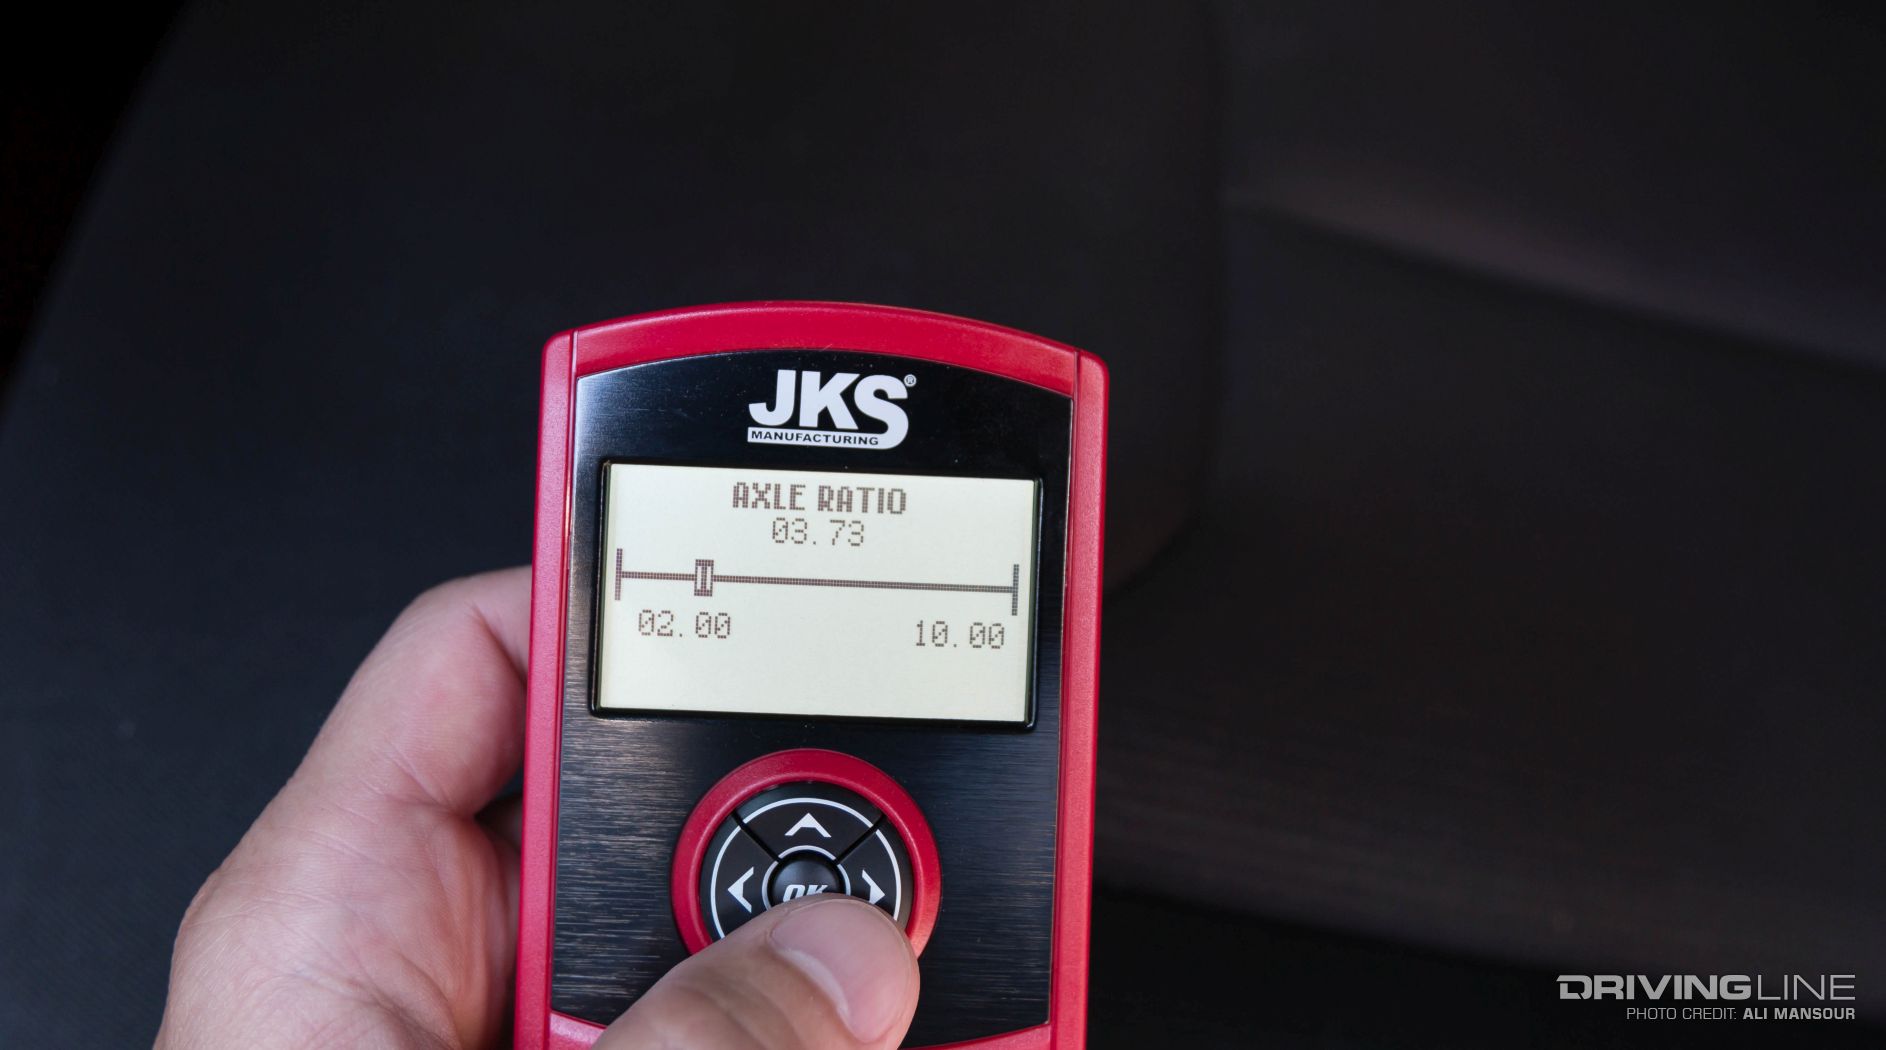 JKS®
MANUFACTURING
AXLE RATIO
03.73
02.00 10.00
OK
DRIVINGLINE
PHOTO CREDIT: ALI MANSOUR